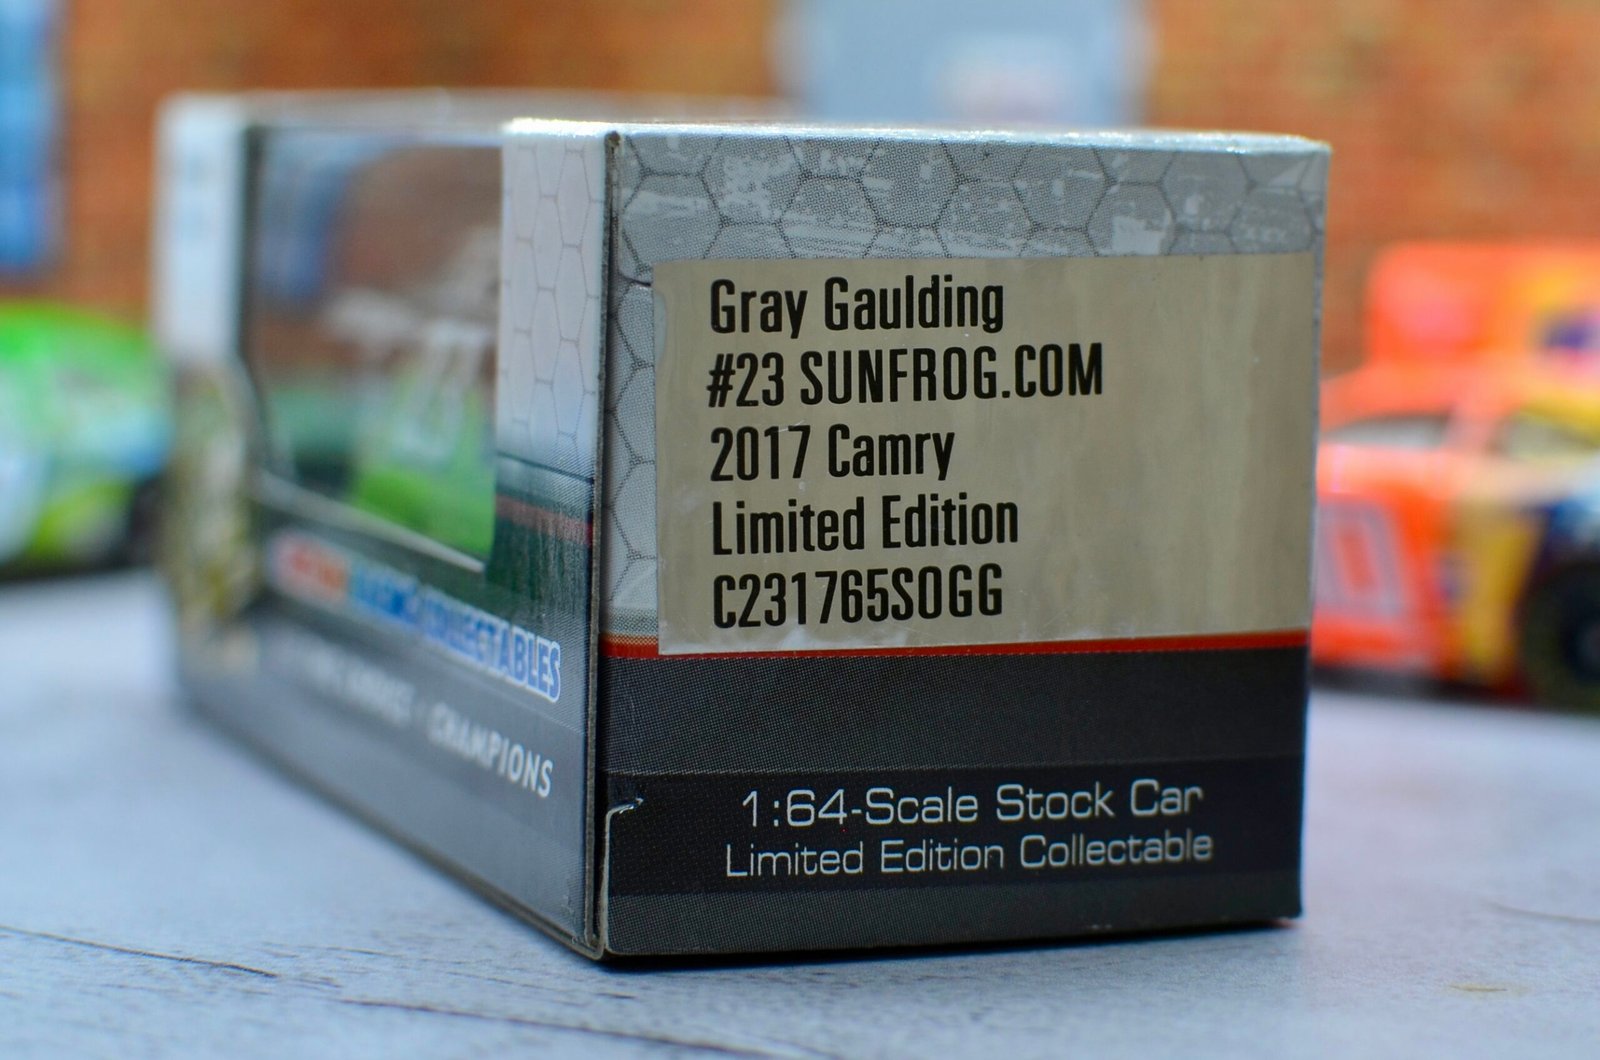 Gray Gaulding
#23 SUNFROG.COM
2017 Camry
Limited Edition
C231765SOGG
1:64-Scale Stock Car
Limited Edition Collectable
COLLECTABLES
CHAMPIONS